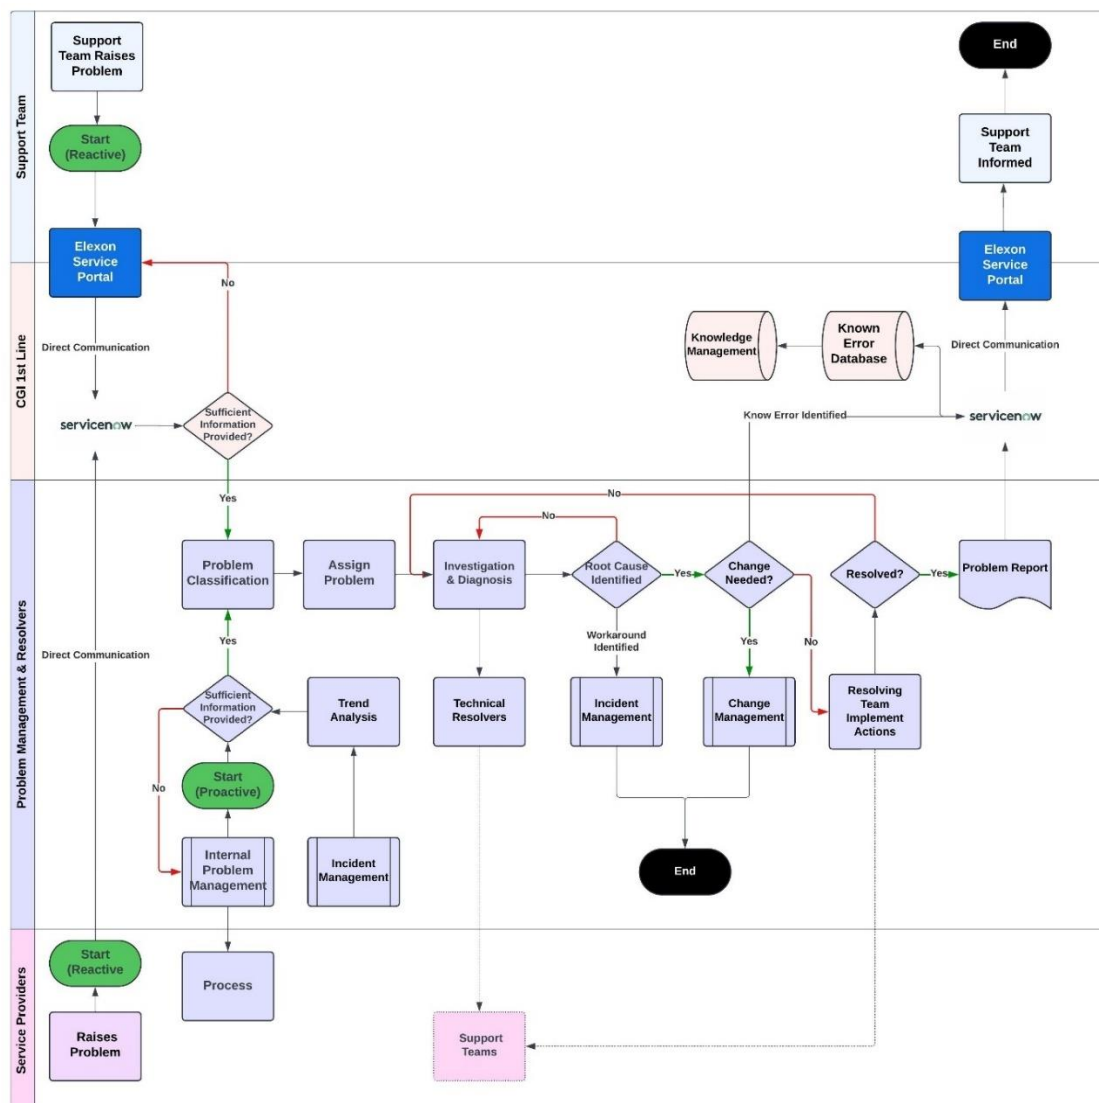 Support Team
Support
Team Raises
Problem
Start
(Reactive)
Elexon
Service
Portal
End
Support
Team
Informed
Elexon
Service
Portal
CGI 1st Line
No
Direct Communication
servicenow
Sufficient
Information
Provided?
Knowledge
Management
Known
Error
Database
Direct Communication
Know Error Identified
servicenow
Problem Management & Resolvers
Yes
No
No
Problem
Classification
Assign
Problem
Investigation
& Diagnosis
Root Cause
Identified
Yes
Change
Needed?
Resolved?
Yes
Problem Report
Yes
Workaround
Identified
Yes
No
Direct Communication
Sufficient
Information
Provided?
Trend
Analysis
Technical
Resolvers
Incident
Management
Change
Management
Resolving
Team
Implement
Actions
No
Start
(Proactive)
Internal
Problem
Management
Incident
Management
End
Service Providers
Start
(Reactive
Process
Raises
Problem
Support
Teams